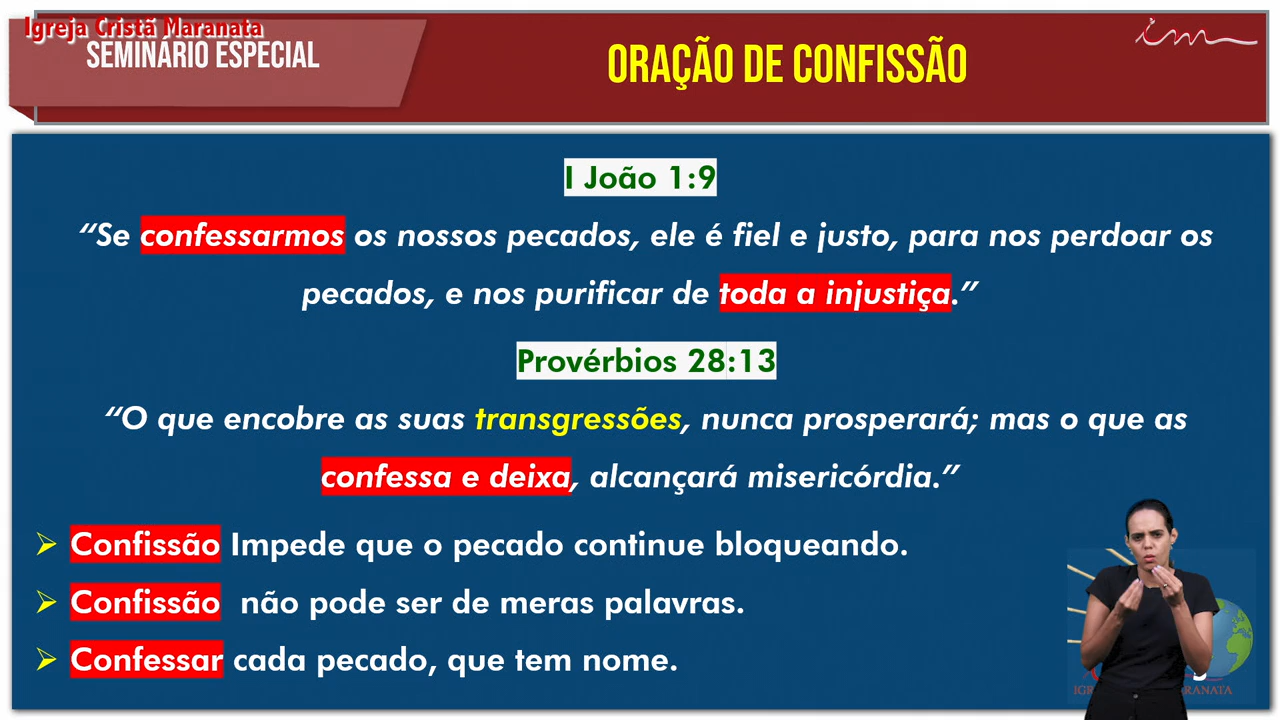 Igreja Cristã Maranata
SEMINÁRIO ESPECIAL
ORAÇÃO DE CONFISSÃO
I João 1:9
“Se confessarmos os nossos pecados, ele é fiel e justo, para nos perdoar os
pecados, e nos purificar de toda a injustiça.”
Provérbios 28:13
“O que encobre as suas transgressões, nunca prosperará; mas o que as
confessa e deixa, alcançará misericórdia.”
Confissão Impede que o pecado continue bloqueando.
Confissão não pode ser de meras palavras.
Confessar cada pecado, que tem nome.